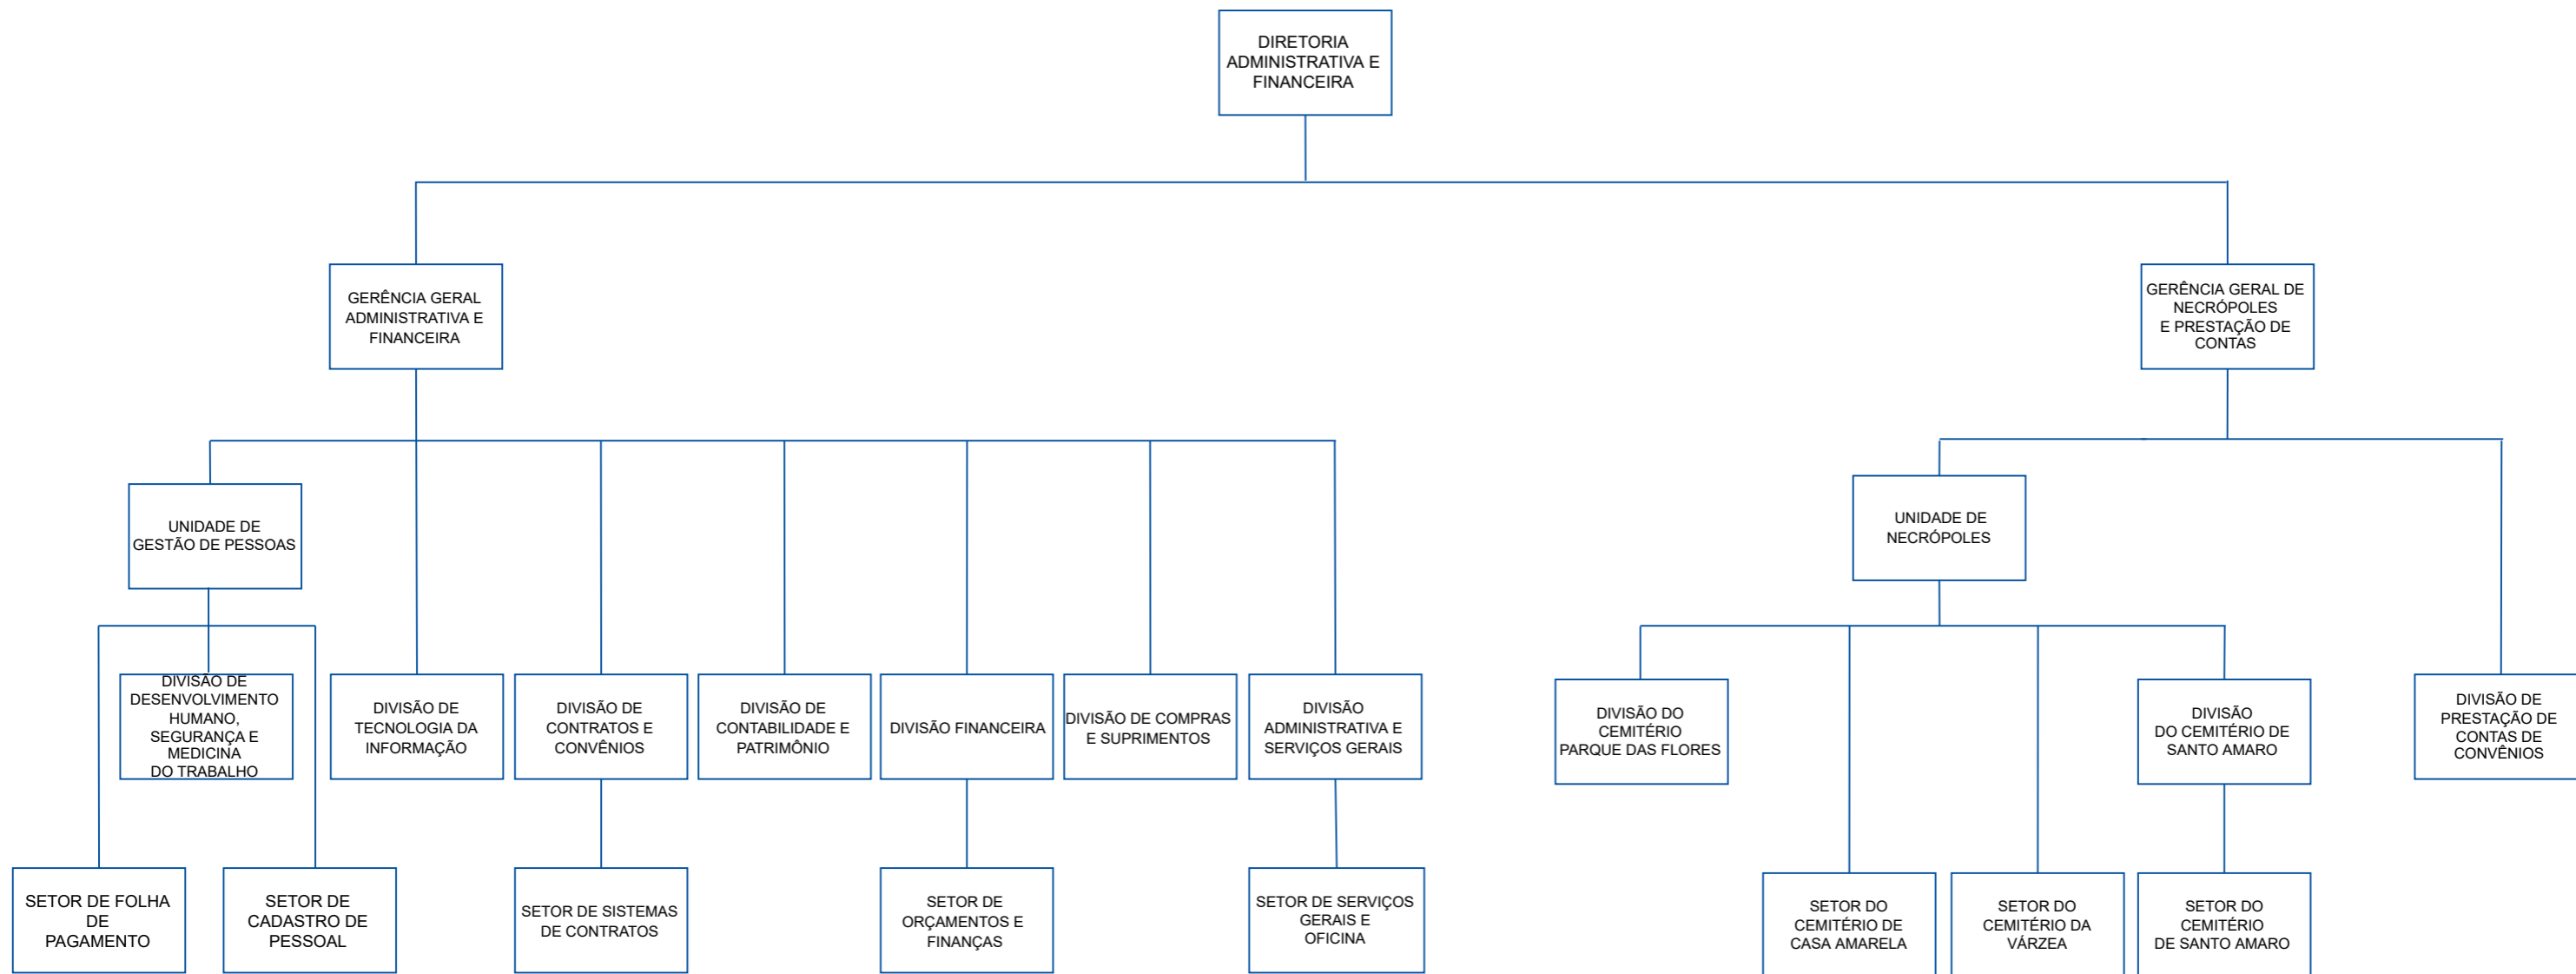 DIRETORIA
ADMINISTRATIVA E
FINANCEIRA
GERÊNCIA GERAL
ADMINISTRATIVA E
FINANCEIRA
GERÊNCIA GERAL DE
NECRÓPOLES
E PRESTAÇÃO DE
CONTAS
UNIDADE DE
GESTÃO DE PESSOAS
UNIDADE DE
NECRÓPOLES
DIVISÃO DE
DESENVOLVIMENTO
HUMANO,
SEGURANÇA E
MEDICINA
DO TRABALHO
DIVISÃO DE
TECNOLOGIA DA
INFORMAÇÃO
DIVISÃO DE
CONTRATOS E
CONVÊNIOS
DIVISÃO DE
CONTABILIDADE E
PATRIMÔNIO
DIVISÃO FINANCEIRA
DIVISÃO DE COMPRAS
E SUPRIMENTOS
DIVISÃO
ADMINISTRATIVA E
SERVIÇOS GERAIS
DIVISÃO DO
CEMITÉRIO
PARQUE DAS FLORES
DIVISÃO
DO CEMITÉRIO DE
SANTO AMARO
DIVISÃO DE
PRESTAÇÃO DE
CONTAS DE
CONVÊNIOS
SETOR DE FOLHA
DE
PAGAMENTO
SETOR DE
CADASTRO DE
PESSOAL
SETOR DE SISTEMAS
DE CONTRATOS
SETOR DE
ORÇAMENTOS E
FINANÇAS
SETOR DE SERVIÇOS
GERAIS E
OFICINA
SETOR DO
CEMITÉRIO DE
CASA AMARELA
SETOR DO
CEMITÉRIO DA
VÁRZEA
SETOR DO
CEMITÉRIO
DE SANTO AMARO